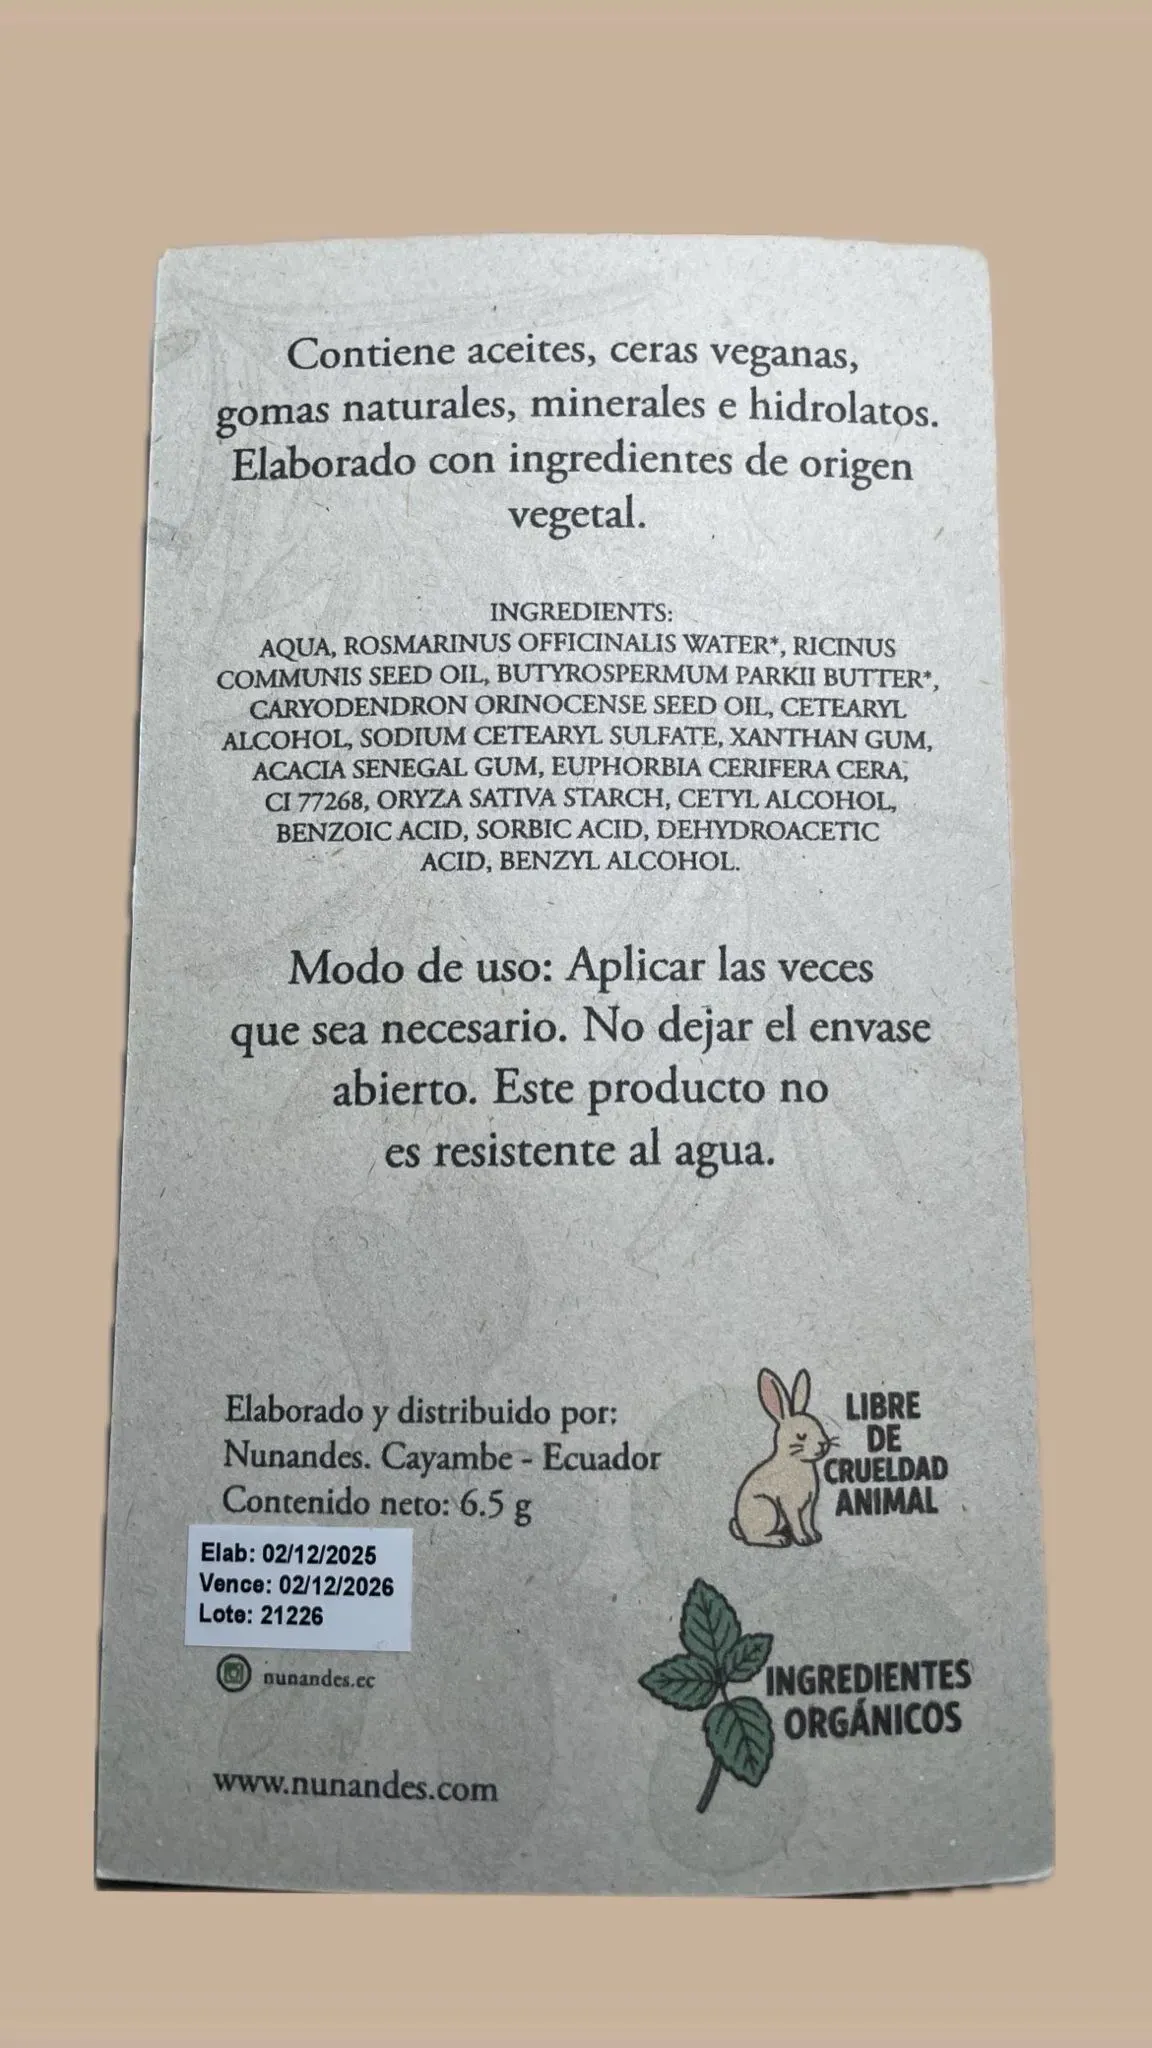 Contiene aceites, ceras veganas,
gomas naturales, minerales e hidrolatos.
Elaborado con ingredientes de origen
vegetal.
INGREDIENTS:
AQUA, ROSMARINUS OFFICINALIS WATER*, RICINUS
COMMUNIS SEED OIL, BUTYROSPERMUM PARKII BUTTER*,
CARYODENDRON ORINOCENSE SEED OIL, CETEARYL
ALCOHOL, SODIUM CETEARYL SULFATE, XANTHAN GUM,
ACACIA SENEGAL GUM, EUPHORBIA CERIFERA CERA,
CI 77268, ORYZA SATIVA STARCH, CETYL ALCOHOL,
BENZOIC ACID, SORBIC ACID, DEHYDROACETIC
ACID, BENZYL ALCOHOL.
Modo de uso: Aplicar las veces
que sea necesario. No dejar el envase
abierto. Este producto no
es resistente al agua.
Elaborado y distribuido por:
Nunandes. Cayambe - Ecuador
Contenido neto: 6.5 g
Elab: 02/12/2025
Vence: 02/12/2026
Lote: 21226
nunandes.ec
www.nunandes.com
LIBRE
DE
CRUELDAD
ANIMAL
INGREDIENTES
ORGÁNICOS